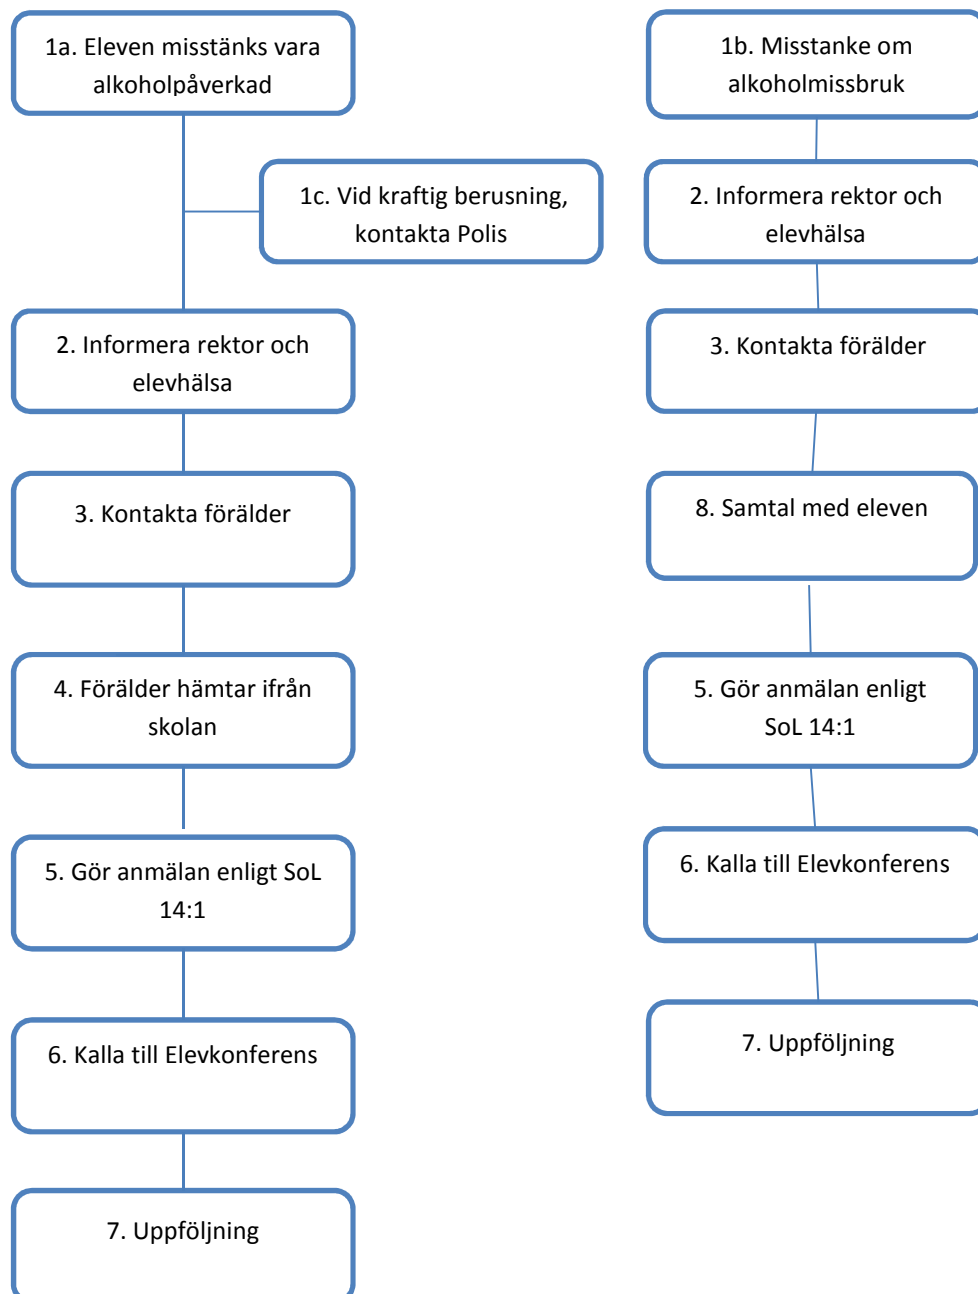 1a. Eleven misstänks vara
alkoholpåverkad
1c. Vid kraftig berusning,
kontakta Polis
2. Informera rektor och
elevhälsa
3. Kontakta förälder
4. Förälder hämtar ifrån
skolan
5. Gör anmälan enligt SoL
14:1
6. Kalla till Elevkonferens
7. Uppföljning
1b. Misstanke om
alkoholmissbruk
2. Informera rektor och
elevhälsa
3. Kontakta förälder
8. Samtal med eleven
5. Gör anmälan enligt
SoL 14:1
6. Kalla till Elevkonferens
7. Uppföljning